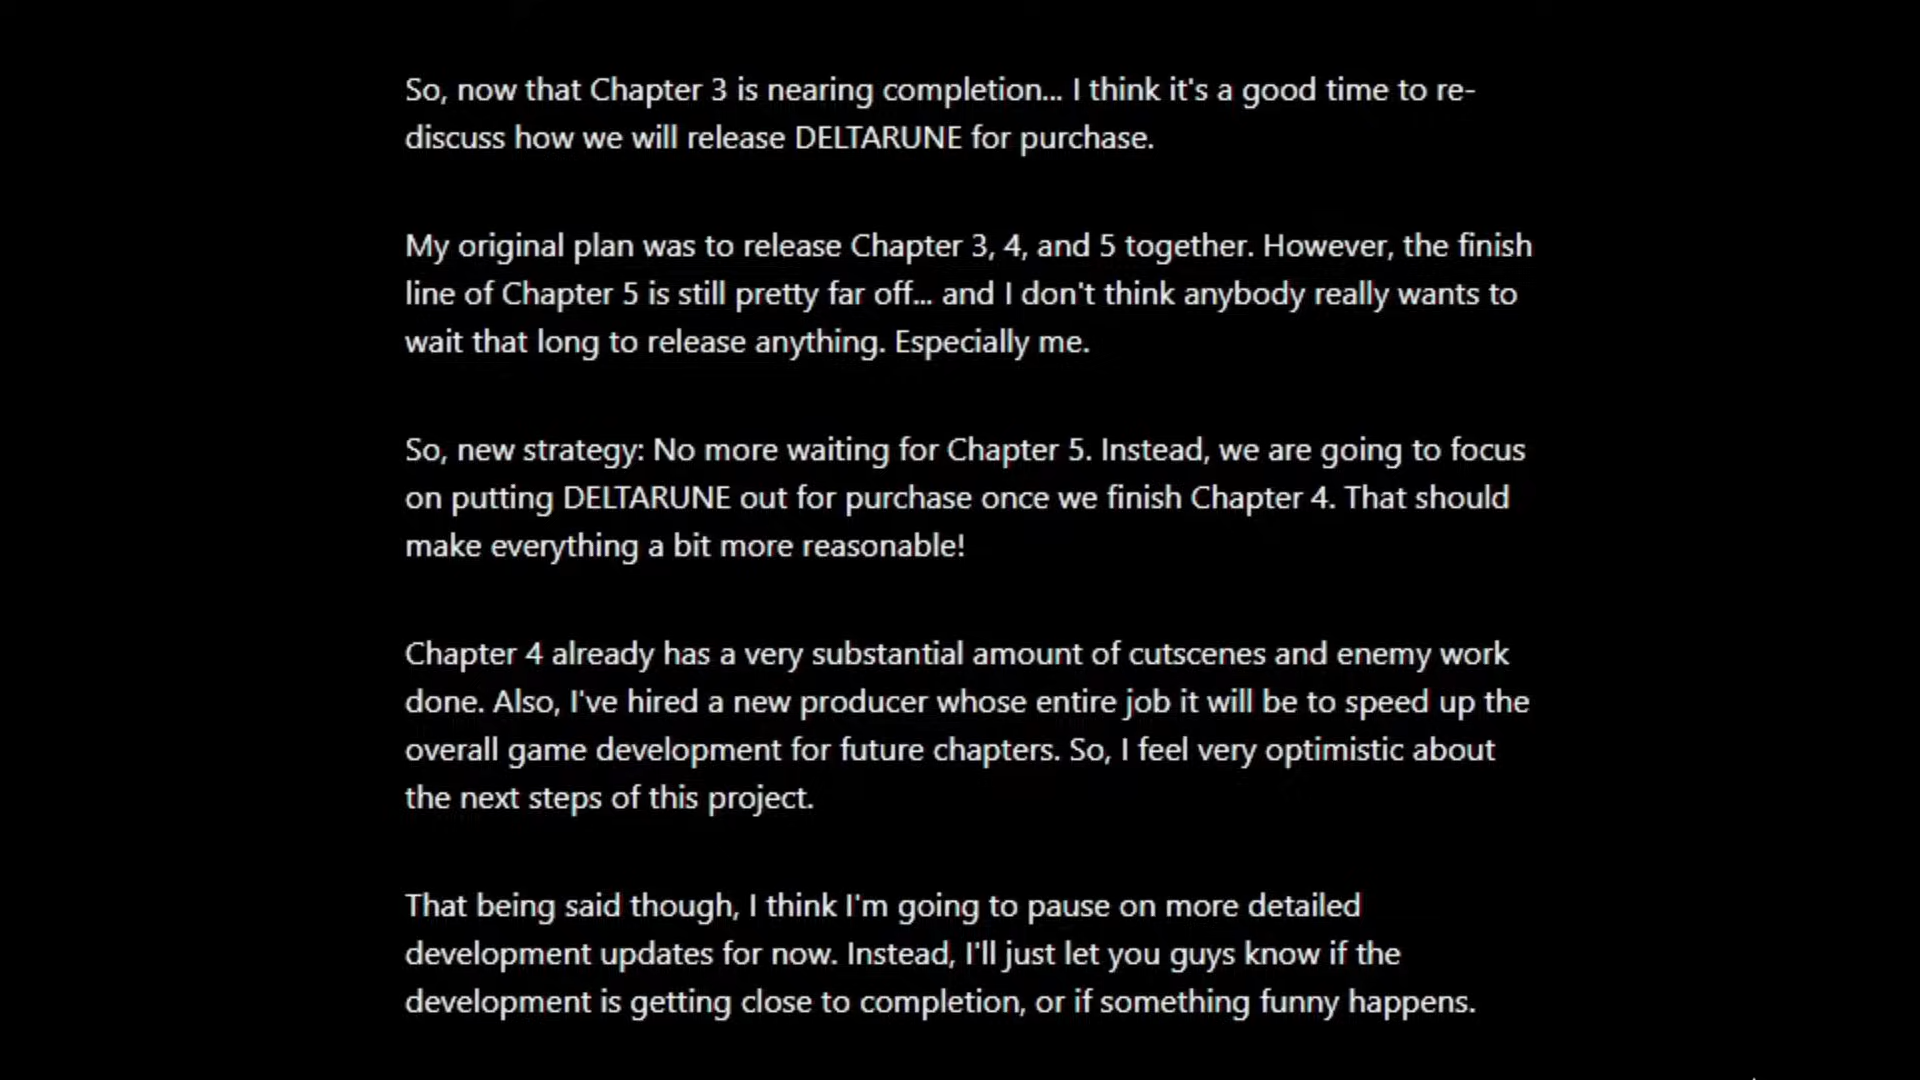 So, now that Chapter 3 is nearing completion... I think it's a good time to re-
discuss how we will release DELTARUNE for purchase.
My original plan was to release Chapter 3, 4, and 5 together. However, the finish
line of Chapter 5 is still pretty far off... and I don't think anybody really wants to
wait that long to release anything. Especially me.
So, new strategy: No more waiting for Chapter 5. Instead, we are going to focus
on putting DELTARUNE out for purchase once we finish Chapter 4. That should
make everything a bit more reasonable!
Chapter 4 already has a very substantial amount of cutscenes and enemy work
done. Also, I've hired a new producer whose entire job it will be to speed up the
overall game development for future chapters. So, I feel very optimistic about
the next steps of this project.
That being said though, I think I'm going to pause on more detailed
development updates for now. Instead, I'll just let you guys know if the
development is getting close to completion, or if something funny happens.